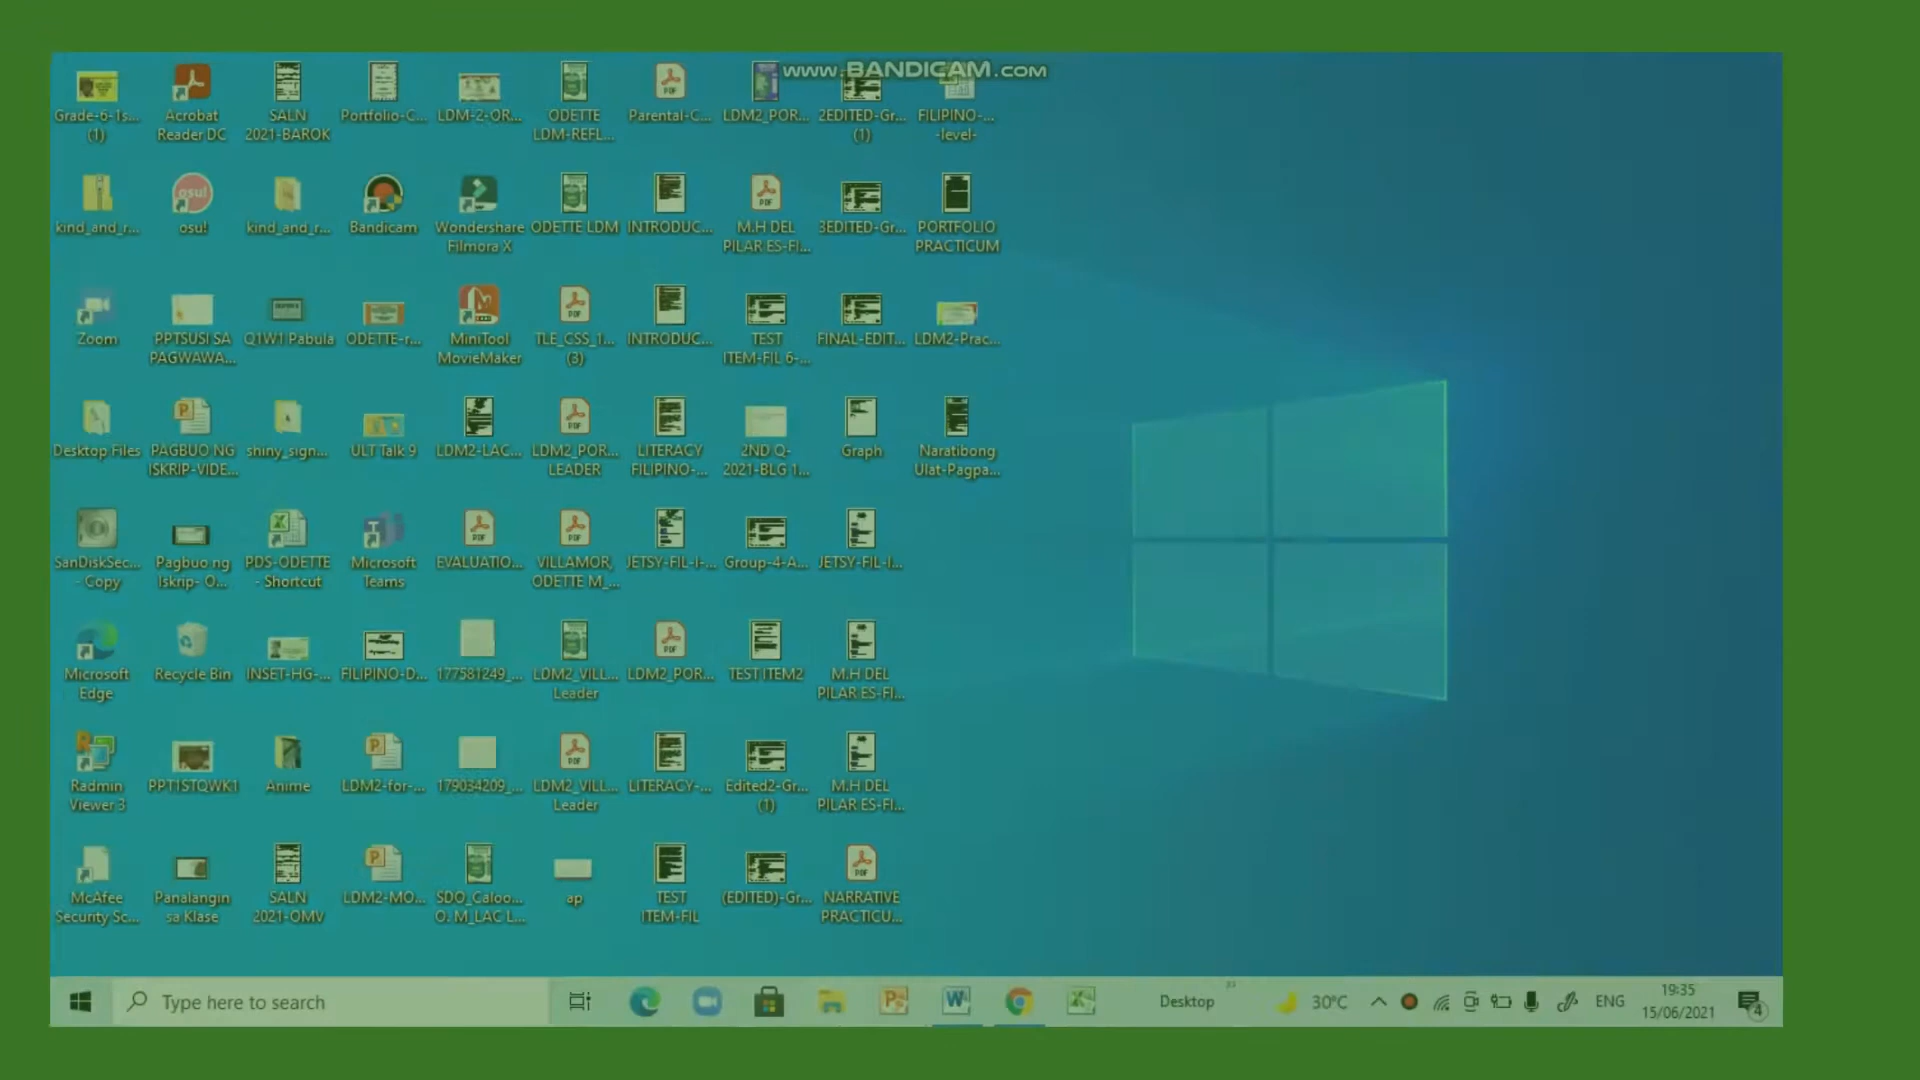 www.BANDICAM.com
Grade-6-1s...
(1)
Acrobat
Reader DC
SALN
2021-BAROK
Portfolio-C...
LDM-2-OR...
ODETTE
LDM-REFL...
Parental-C...
LDM2_POR...
2EDITED-Gr...
(1)
FILIPINO-...
-level-
kind_and_r...
osu!
kind_and_r...
Bandicam
Wondershare
Filmora X
ODETTE LDM
INTRODUC...
M.H DEL
PILAR ES-FI...
3EDITED-Gr...
PORTFOLIO
PRACTICUM
Zoom
PPTSUSI SA
PAGWAWA...
Q1W1 Pabula
ODETTE-r...
MiniTool
MovieMaker
TLE_CSS_1...
(3)
INTRODUC...
TEST
ITEM-FIL 6-...
FINAL-EDIT...
LDM2-Prac...
Desktop Files
PAGBUO NG
ISKRIP-VIDE...
shiny_sign...
ULT Talk 9
LDM2-LAC...
LDM2_POR...
LEADER
LITERACY
FILIPINO-...
2ND Q-
2021-BLG 1...
Graph
Naratibong
Ulat-Pagpa...
SanDiskSec...
- Copy
Pagbuo ng
Iskrip- O...
PDS-ODETTE
- Shortcut
Microsoft
Teams
EVALUATIO...
VILLAMOR,
ODETTE M_...
JETSY-FIL-I-...
Group-4-A...
JETSY-FIL-I...
Microsoft
Edge
Recycle Bin
INSET-HG-...
FILIPINO-D...
177581249_...
LDM2_VILL...
Leader
LDM2_POR...
TEST ITEM2
M.H DEL
PILAR ES-FI...
Radmin
Viewer 3
PPT1STQWK1
Anime
LDM2-for-...
179034209_...
LDM2_VILL...
Leader
LITERACY-...
Edited2-Gr...
(1)
M.H DEL
PILAR ES-FI...
McAfee
Security Sc...
Panalangin
sa Klase
SALN
2021-OMV
LDM2-MO...
SDO_Caloo...
O. M_LAC L...
ap
TEST
ITEM-FIL
(EDITED)-Gr...
NARRATIVE
PRACTICU...
Type here to search
Desktop
30°C
ENG
19:35
15/06/2021
4